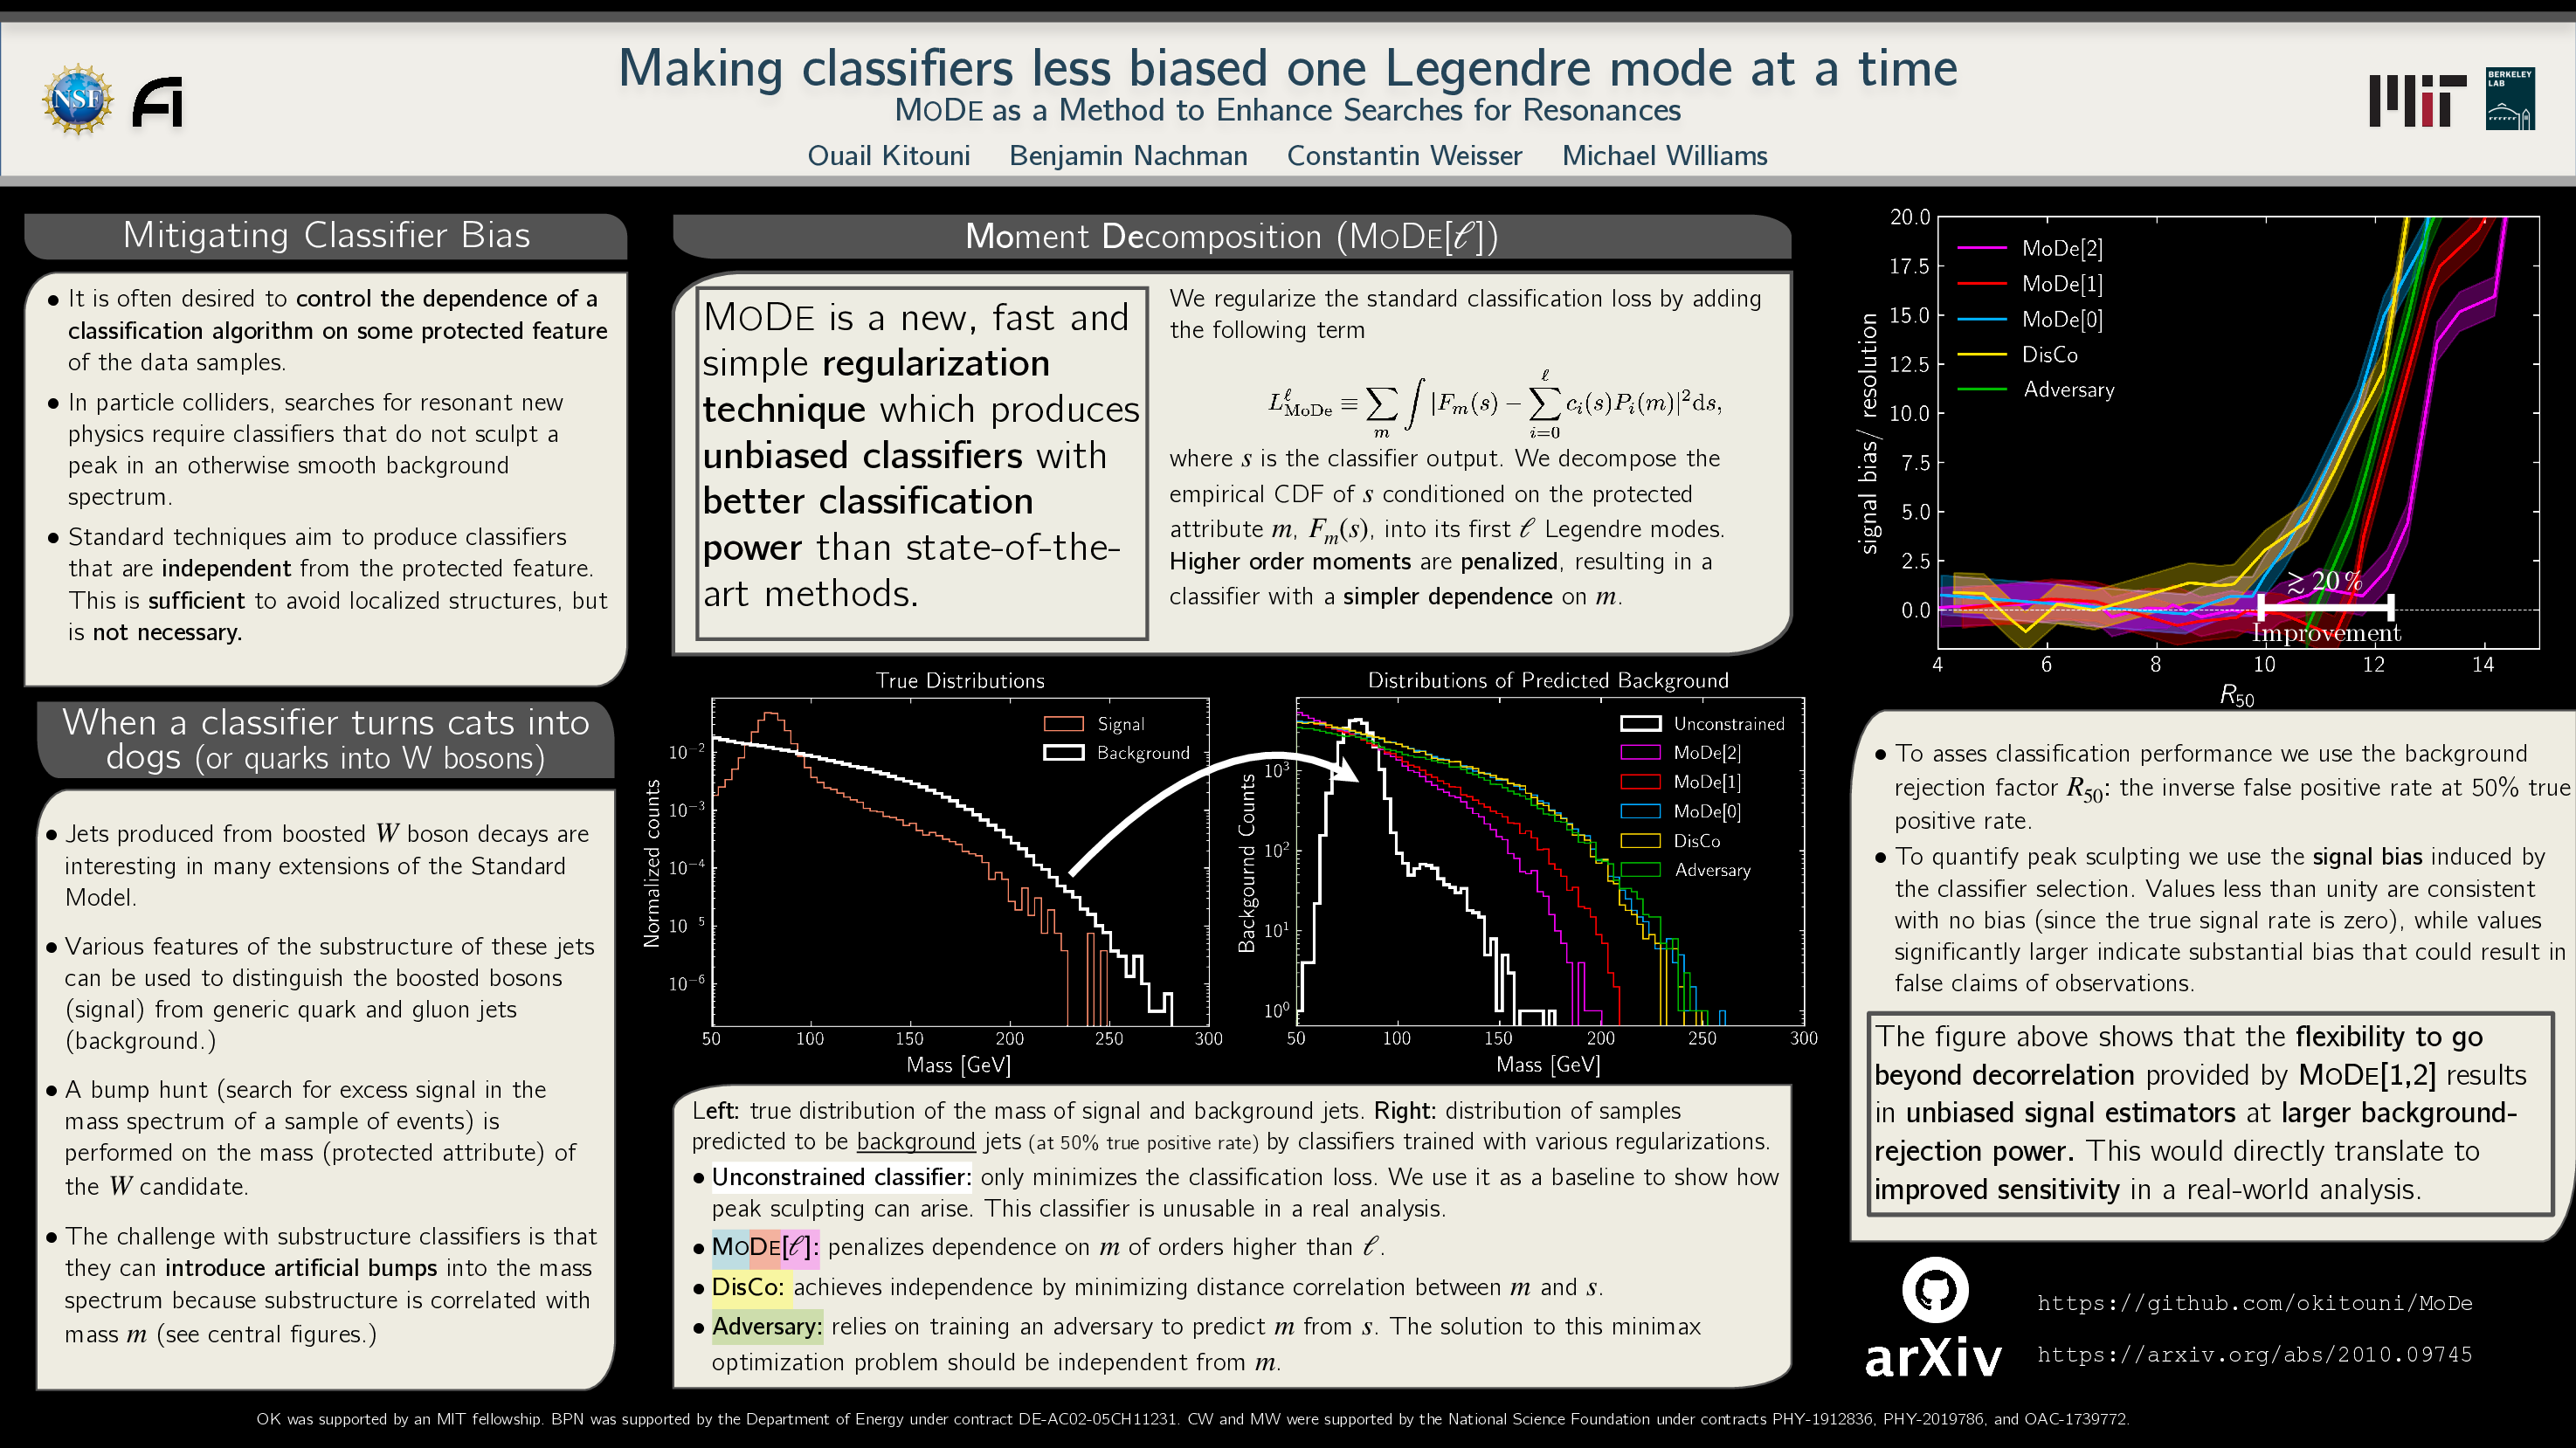 NSF
Making classifiers less biased one Legendre mode at a time
MODE as a Method to Enhance Searches for Resonances
Ouail Kitouni Benjamin Nachman Constantin Weisser Michael Williams
MIT
BERKELEY
LAB
Mitigating Classifier Bias
• It is often desired to control the dependence of a
classification algorithm on some protected feature
of the data samples.
• In particle colliders, searches for resonant new
physics require classifiers that do not sculpt a
peak in an otherwise smooth background
spectrum.
• Standard techniques aim to produce classifiers
that are independent from the protected feature.
This is sufficient to avoid localized structures, but
is not necessary.
When a classifier turns cats into
dogs (or quarks into W bosons)
• Jets produced from boosted W boson decays are
interesting in many extensions of the Standard
Model.
• Various features of the substructure of these jets
can be used to distinguish the boosted bosons
(signal) from generic quark and gluon jets
(background.)
• A bump hunt (search for excess signal in the
mass spectrum of a sample of events) is
performed on the mass (protected attribute) of
the W candidate.
• The challenge with substructure classifiers is that
they can introduce artificial bumps into the mass
spectrum because substructure is correlated with
mass m (see central figures.)
Moment Decomposition (MODE[ℓ])
MODE is a new, fast and
simple regularization
technique which produces
unbiased classifiers with
better classification
power than state-of-the-
art methods.
We regularize the standard classification loss by adding
the following term
L^ℓ_MoDe ≡ ∑_m ∫ |F_m(s) − ∑_{i=0}^ℓ c_i(s)P_i(m)|²ds,
where s is the classifier output. We decompose the
empirical CDF of s conditioned on the protected
attribute m, F_m(s), into its first ℓ Legendre modes.
Higher order moments are penalized, resulting in a
classifier with a simpler dependence on m.
True Distributions
Signal
Background
Normalized counts
10⁻²
10⁻³
10⁻⁴
10⁻⁵
10⁻⁶
50 100 150 200 250 300
Mass [GeV]
Distributions of Predicted Background
Unconstrained
MoDe[2]
MoDe[1]
MoDe[0]
DisCo
Adversary
Backgournd Counts
10³
10²
10¹
10⁰
50 100 150 200 250 300
Mass [GeV]
Left: true distribution of the mass of signal and background jets. Right: distribution of samples
predicted to be background jets (at 50% true positive rate) by classifiers trained with various regularizations.
• Unconstrained classifier: only minimizes the classification loss. We use it as a baseline to show how
peak sculpting can arise. This classifier is unusable in a real analysis.
• MODE[ℓ]: penalizes dependence on m of orders higher than ℓ.
• DisCo: achieves independence by minimizing distance correlation between m and s.
• Adversary: relies on training an adversary to predict m from s. The solution to this minimax
optimization problem should be independent from m.
signal bias/ resolution
20.0
17.5
15.0
12.5
10.0
7.5
5.0
2.5
0.0
MoDe[2]
MoDe[1]
MoDe[0]
DisCo
Adversary
≳ 20 %
Improvement
4 6 8 10 12 14
R₅₀
• To asses classification performance we use the background
rejection factor R₅₀: the inverse false positive rate at 50% true
positive rate.
• To quantify peak sculpting we use the signal bias induced by
the classifier selection. Values less than unity are consistent
with no bias (since the true signal rate is zero), while values
significantly larger indicate substantial bias that could result in
false claims of observations.
The figure above shows that the flexibility to go
beyond decorrelation provided by MODE[1,2] results
in unbiased signal estimators at larger background-
rejection power. This would directly translate to
improved sensitivity in a real-world analysis.
https://github.com/okitouni/MoDe
arXiv https://arxiv.org/abs/2010.09745
OK was supported by an MIT fellowship. BPN was supported by the Department of Energy under contract DE-AC02-05CH11231. CW and MW were supported by the National Science Foundation under contracts PHY-1912836, PHY-2019786, and OAC-1739772.